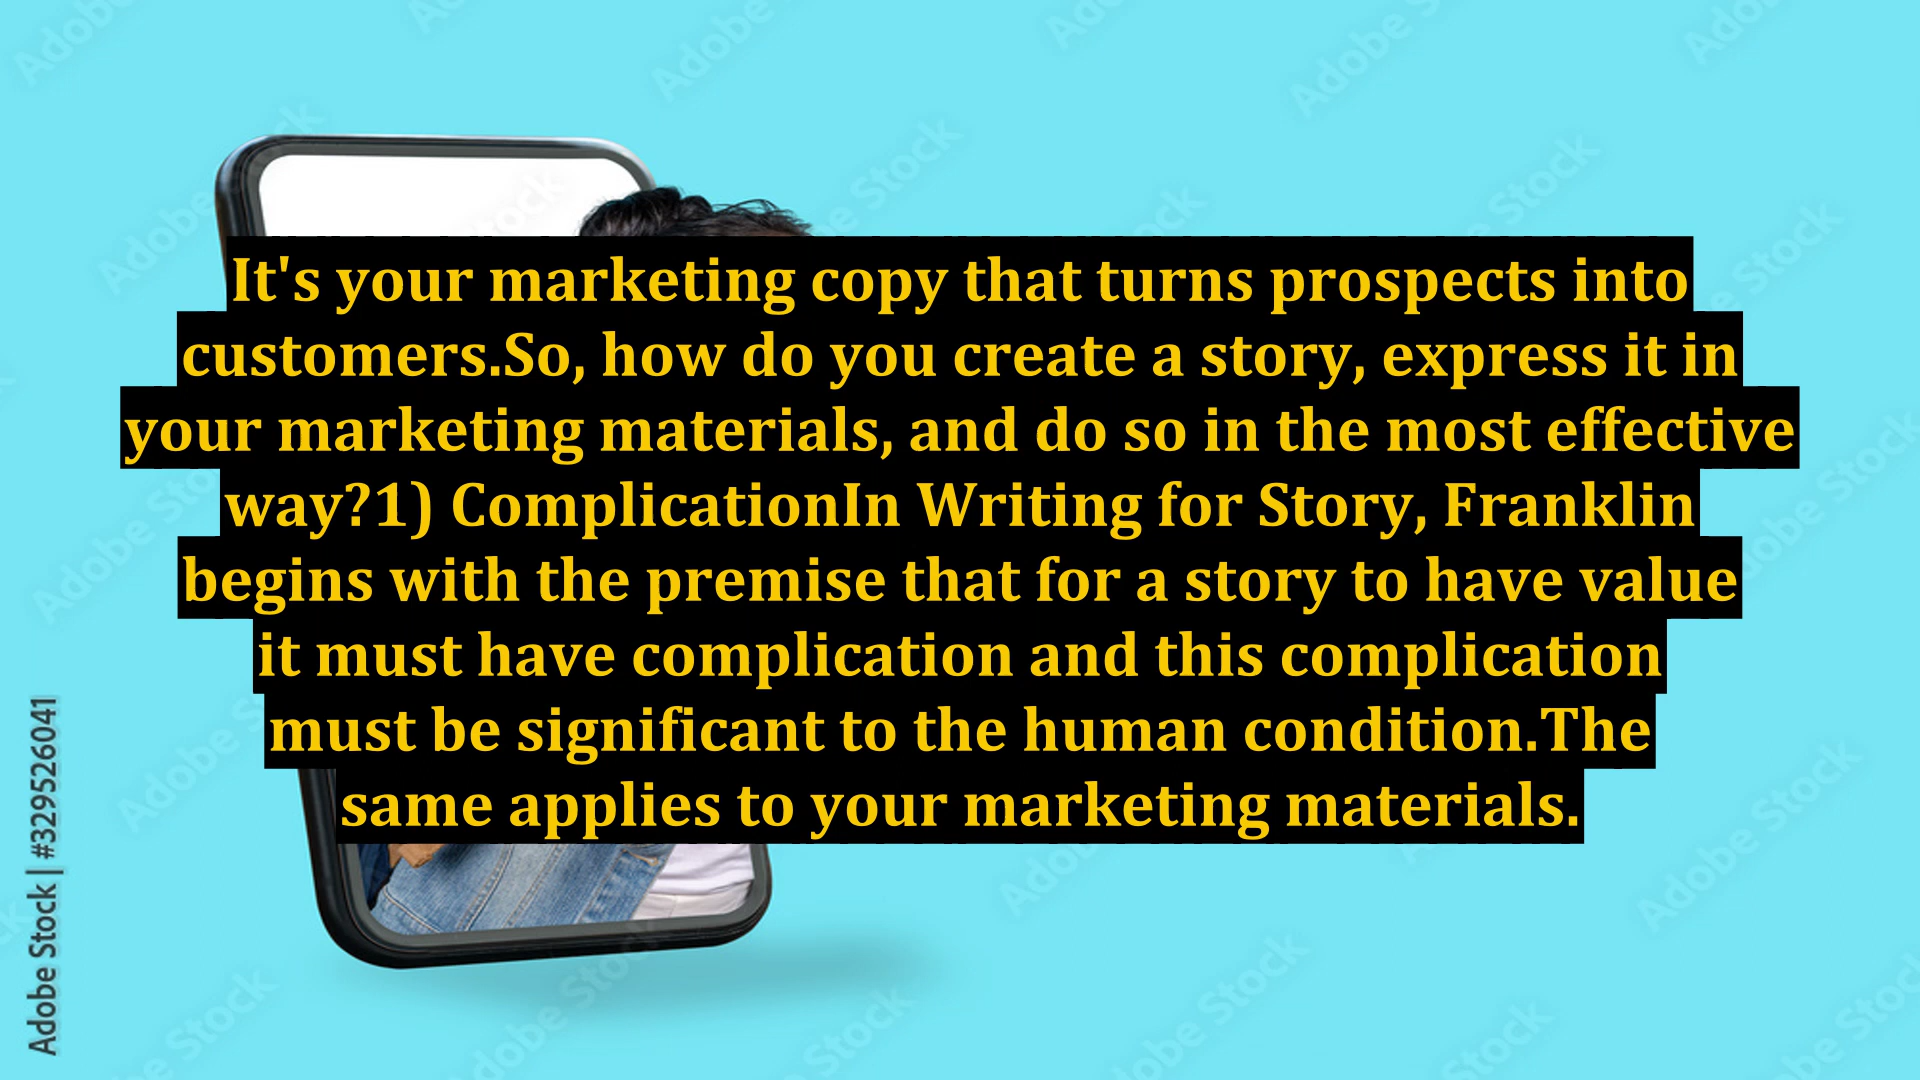 It's your marketing copy that turns prospects into
customers.So, how do you create a story, express it in
your marketing materials, and do so in the most effective
way?1) ComplicationIn Writing for Story, Franklin
begins with the premise that for a story to have value
it must have complication and this complication
must be significant to the human condition.The
same applies to your marketing materials.
Adobe Stock | #329526041